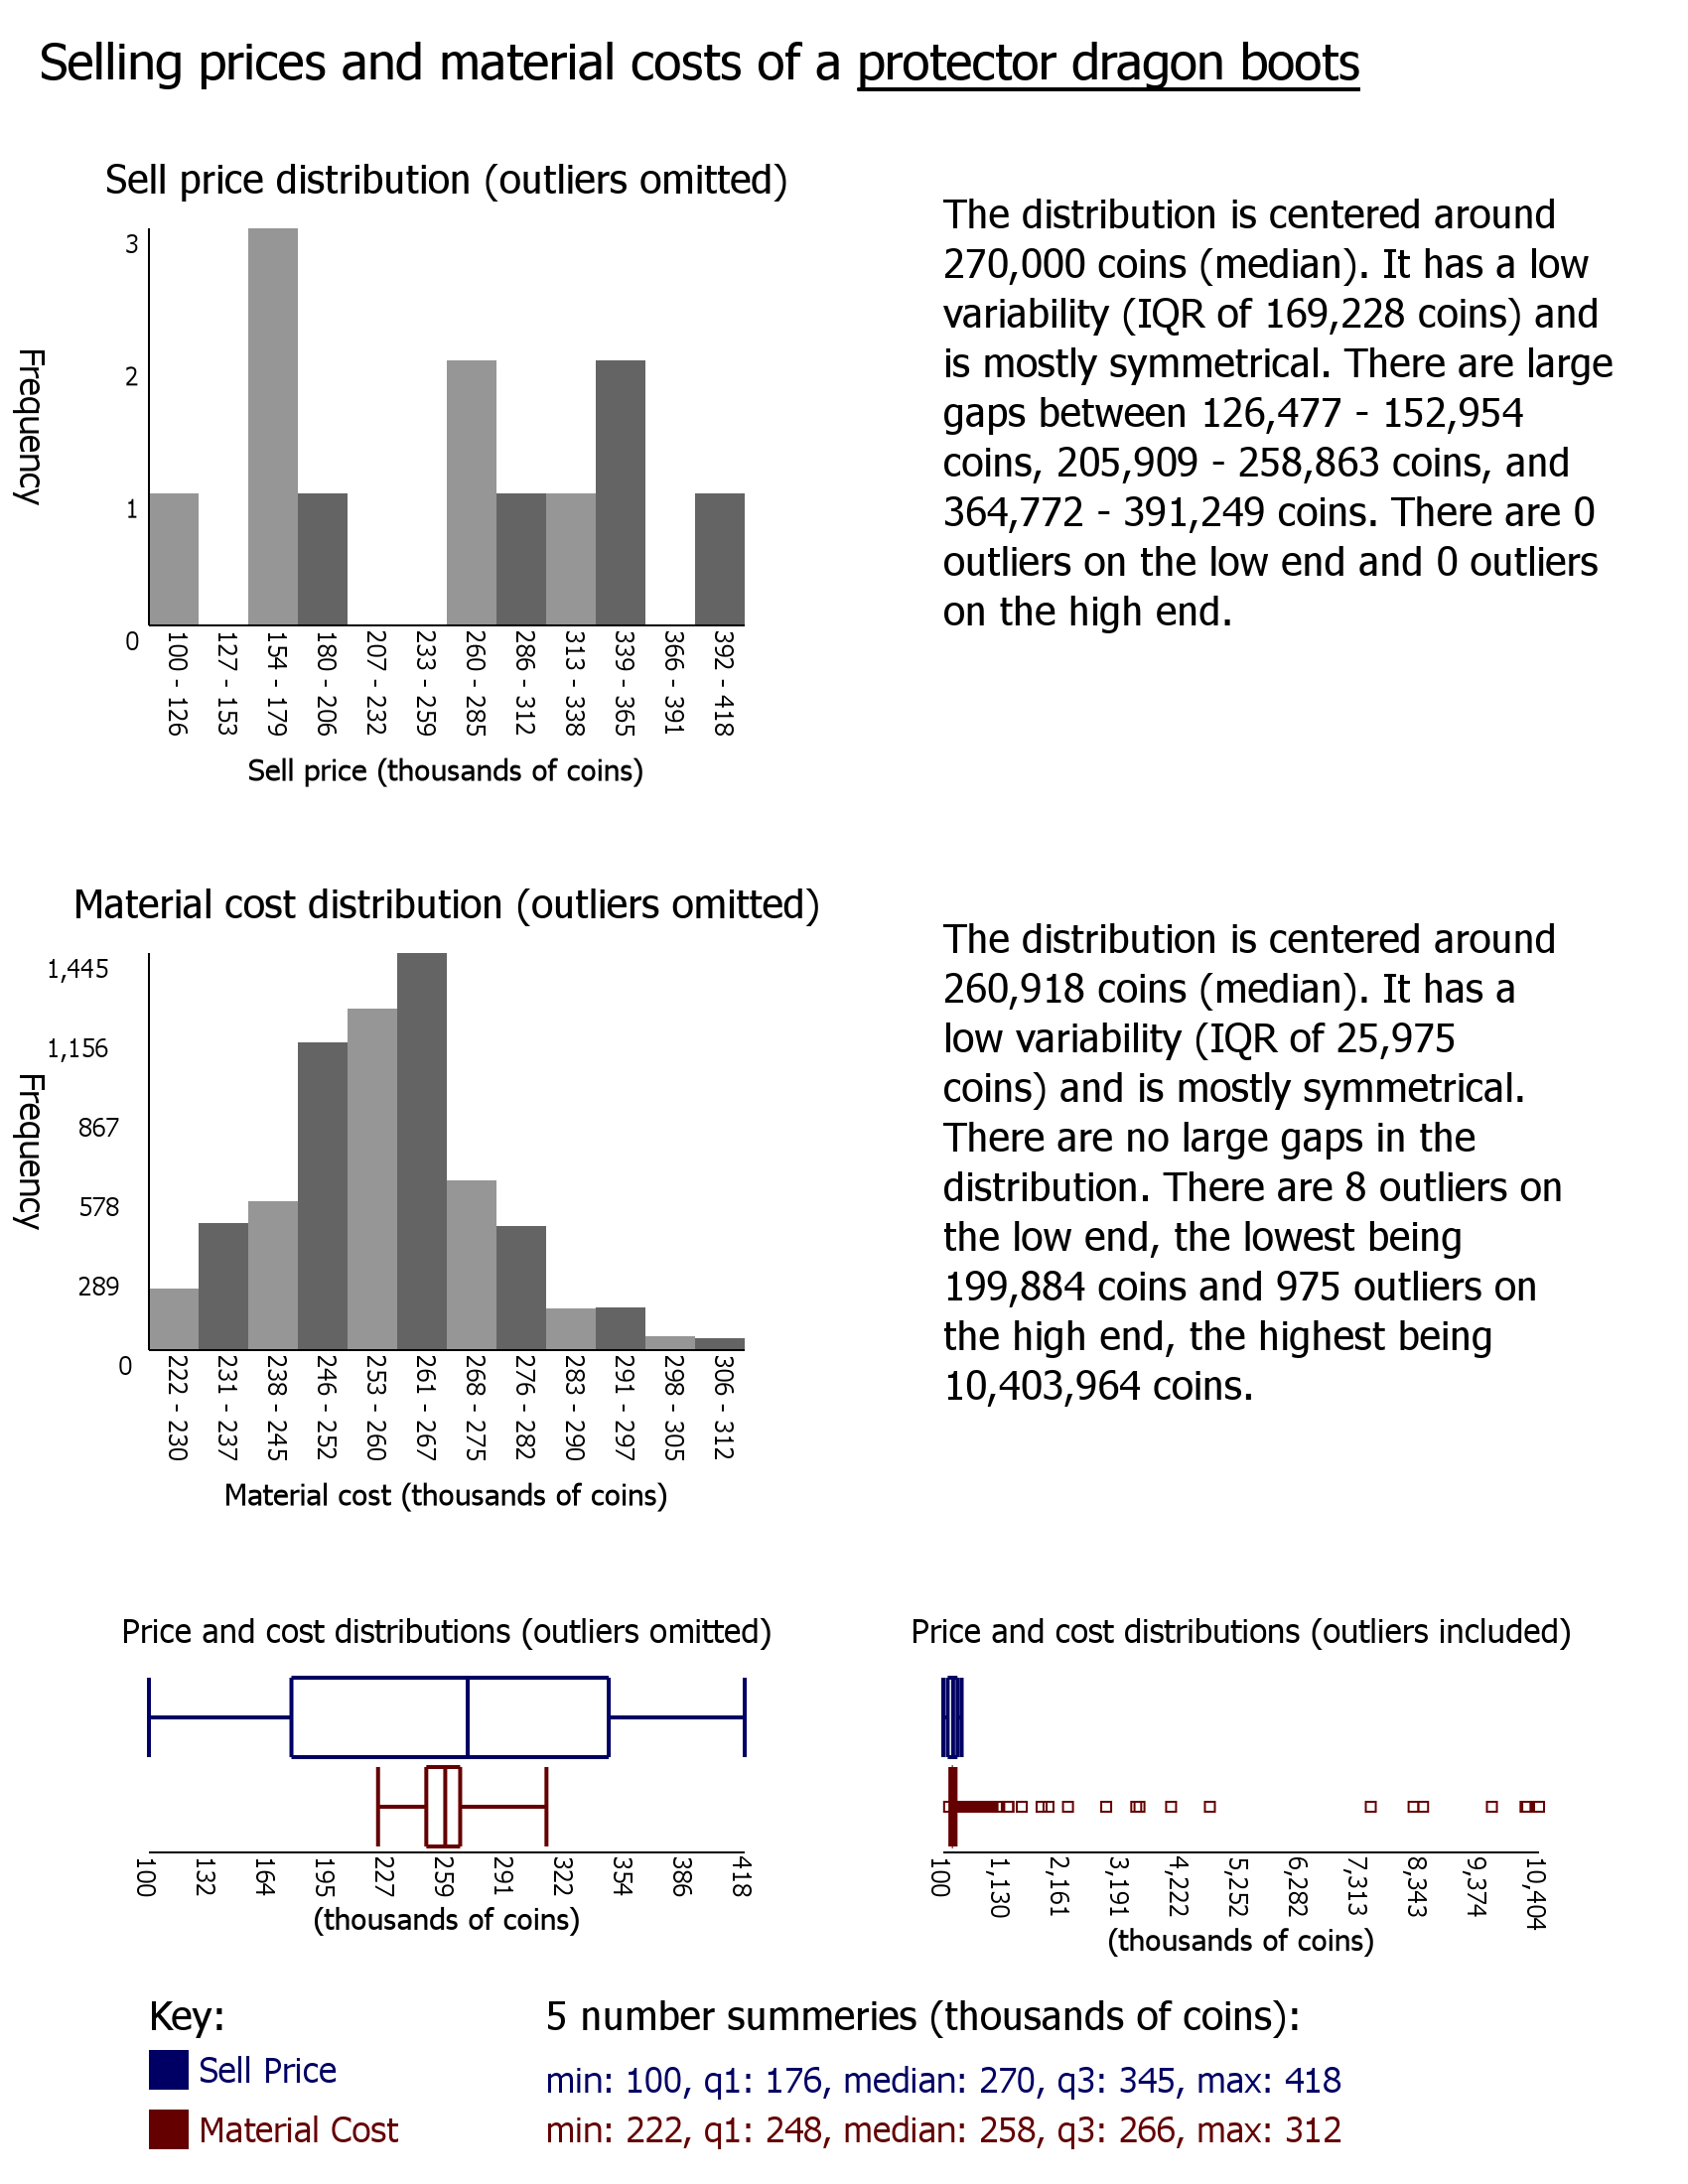 Selling prices and material costs of a protector dragon boots
Sell price distribution (outliers omitted)
Frequency
3
2
1
0
100 - 126
127 - 153
154 - 179
180 - 206
207 - 232
233 - 259
260 - 285
286 - 312
313 - 338
339 - 365
366 - 391
392 - 418
Sell price (thousands of coins)
The distribution is centered around
270,000 coins (median). It has a low
variability (IQR of 169,228 coins) and
is mostly symmetrical. There are large
gaps between 126,477 - 152,954
coins, 205,909 - 258,863 coins, and
364,772 - 391,249 coins. There are 0
outliers on the low end and 0 outliers
on the high end.
Material cost distribution (outliers omitted)
Frequency
1,445
1,156
867
578
289
0
222 - 230
231 - 237
238 - 245
246 - 252
253 - 260
261 - 267
268 - 275
276 - 282
283 - 290
291 - 297
298 - 305
306 - 312
Material cost (thousands of coins)
The distribution is centered around
260,918 coins (median). It has a
low variability (IQR of 25,975
coins) and is mostly symmetrical.
There are no large gaps in the
distribution. There are 8 outliers on
the low end, the lowest being
199,884 coins and 975 outliers on
the high end, the highest being
10,403,964 coins.
Price and cost distributions (outliers omitted)
100
132
164
195
227
259
291
322
354
386
418
(thousands of coins)
Price and cost distributions (outliers included)
100
1,130
2,161
3,191
4,222
5,252
6,282
7,313
8,343
9,374
10,404
(thousands of coins)
Key:
Sell Price
Material Cost
5 number summeries (thousands of coins):
min: 100, q1: 176, median: 270, q3: 345, max: 418
min: 222, q1: 248, median: 258, q3: 266, max: 312